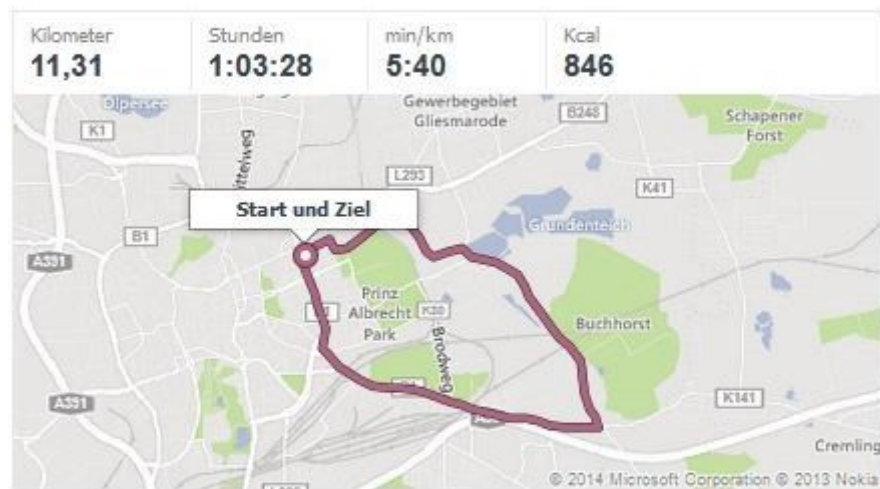 Kilometer Stunden min/km Kcal
11,31 1:03:28 5:40 846
Ölpersee
Gewerbegebiet
Gliesmarode
B248
Schapener
Forst
K1
L293
K41
Start und Ziel
Grundenteich
B1
A391
Prinz
Albrecht
Park
K30
Buchhorst
Brodweg
A391
K141
Cremling
© 2014 Microsoft Corporation © 2013 Nokia